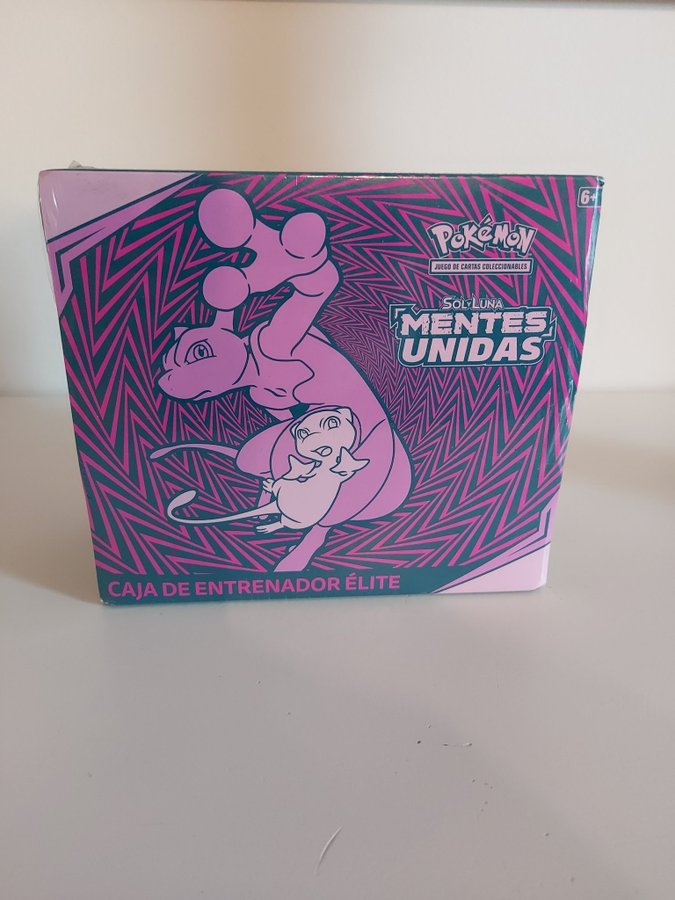 6+
POKÉMON
JUEGO DE CARTAS COLECCIONABLES
SOL Y LUNA
MENTES
UNIDAS
CAJA DE ENTRENADOR ÉLITE